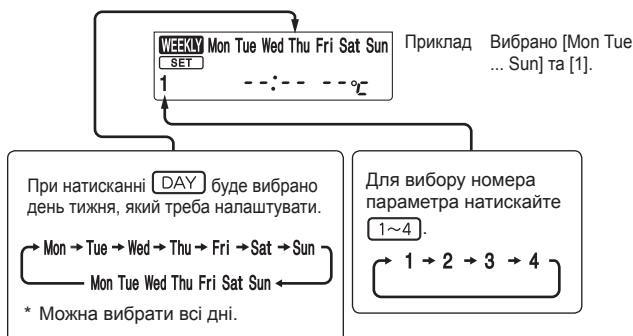 WEEKLY Mon Tue Wed Thu Fri Sat Sun
SET
1 --:-- --°C
Приклад Вибрано [Mon Tue
... Sun] та [1].
При натисканні DAY буде вибрано
день тижня, який треба налаштувати.
Mon → Tue → Wed → Thu → Fri → Sat → Sun
Mon Tue Wed Thu Fri Sat Sun
* Можна вибрати всі дні.
Для вибору номера
параметра натискайте
1~4.
1 → 2 → 3 → 4